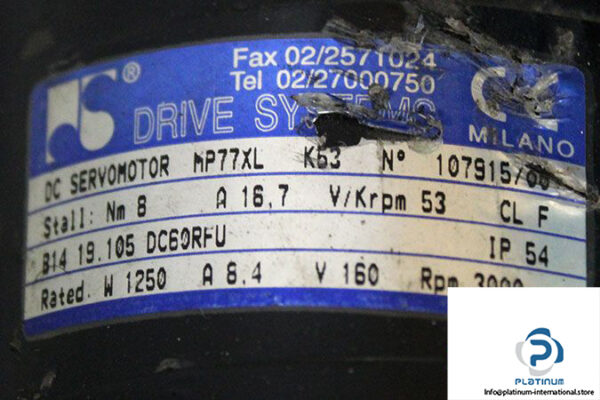 Fax 02/2571024
Tel 02/27000750
DRIVE SYSTEMS
MILANO
DC SERVOMOTOR MP77XL K53 Nº 107915/00
Stall: Nm 8 A 16,7 V/Krpm 53 CL F
B14 19.105 DC60RFU IP 54
Rated. W 1250 A 8.4 V 160 Rpm 3000
PLATINUM
Info@platinum-international.store